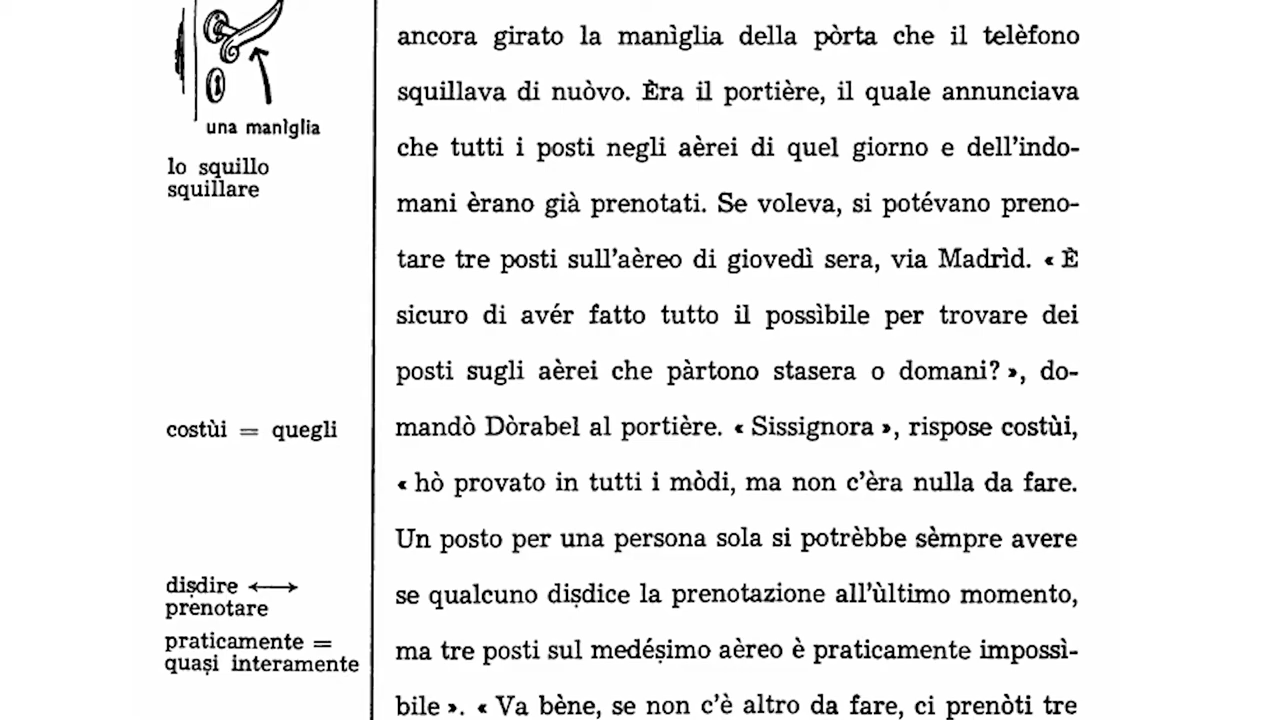 una manìglia
lo squillo
squillare
costùi = quegli
disdire ⟷
prenotare
praticamente =
quaṣi interamente
ancora girato la manìglia della pòrta che il telèfono
squillava di nuòvo. Èra il portière, il quale annunciava
che tutti i posti negli aèrei di quel giorno e dell'indo-
mani èrano già prenotati. Se voleva, si potévano preno-
tare tre posti sull'aèreo di giovedì sera, via Madrìd. « È
sicuro di avér fatto tutto il possìbile per trovare dei
posti sugli aèrei che pàrtono stasera o domani? », do-
mandò Dòrabel al portière. « Sissignora », rispose costùi,
« hò provato in tutti i mòdi, ma non c'èra nulla da fare.
Un posto per una persona sola si potrèbbe sèmpre avere
se qualcuno diṣdice la prenotazione all'ùltimo momento,
ma tre posti sul medéṣimo aèreo è praticamente impossì-
bile ». « Va bène, se non c'è altro da fare, ci prenòti tre